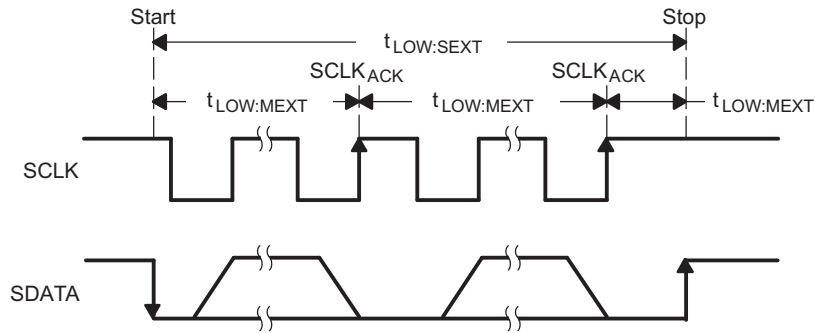 Start Stop
tLOW:SEXT
SCLKACK SCLKACK
tLOW:MEXT tLOW:MEXT tLOW:MEXT
SCLK
SDATA